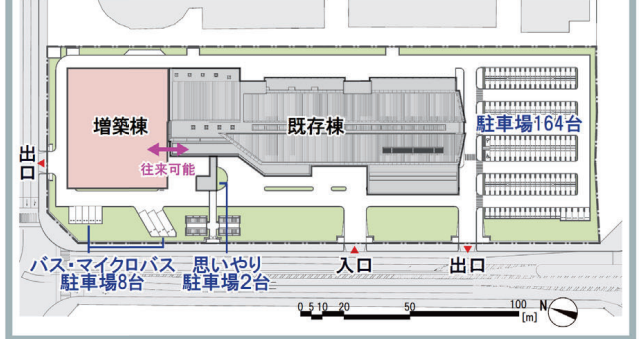 増築棟
既存棟
駐車場164台
往来可能
出口
バス・マイクロバス
駐車場8台
思いやり
駐車場2台
入口
出口
0 5 10 20 50 100
[m]
N